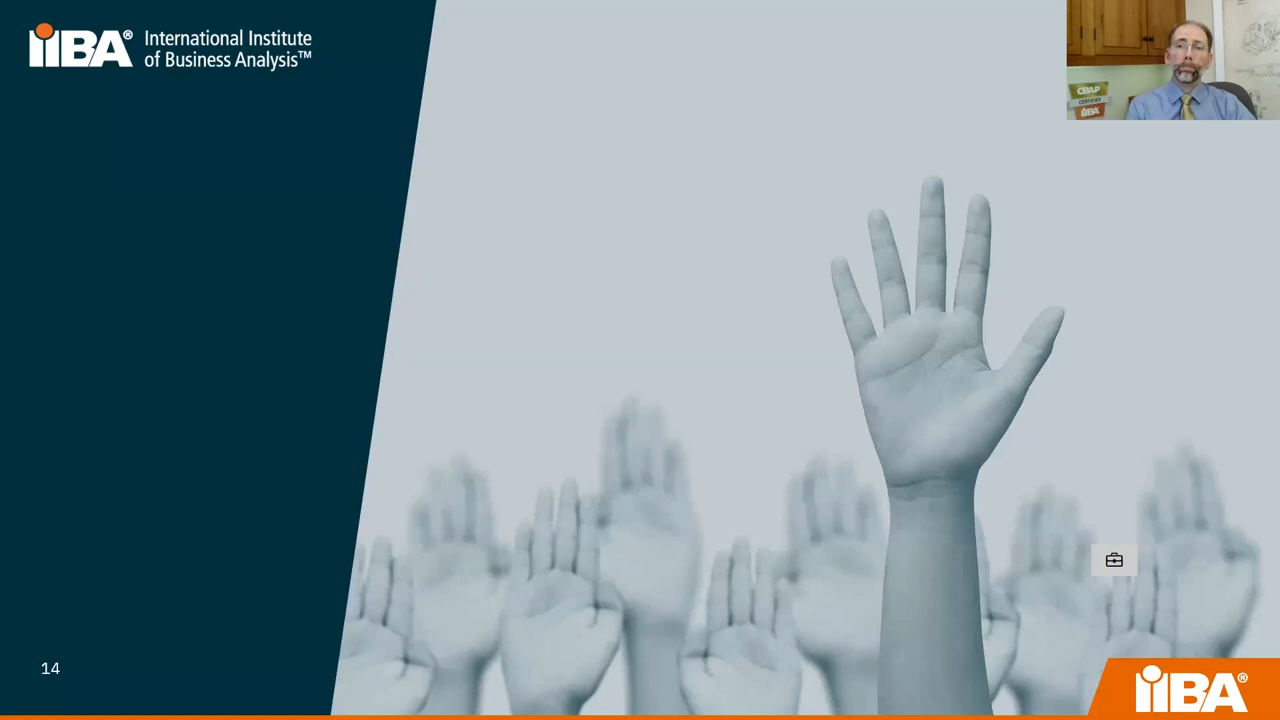 iiBA®
International Institute
of Business Analysis™
CBAP
CERTIFIED
iiBA
14
iiBA®